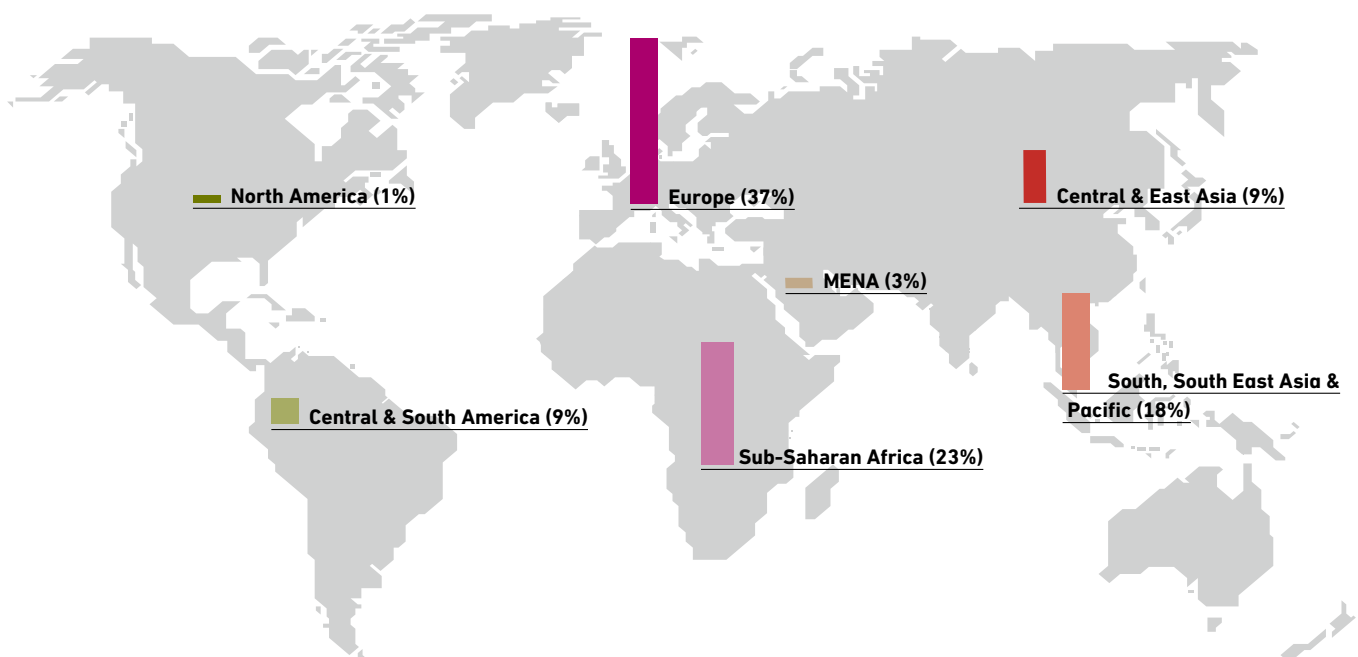 North America (1%)
Europe (37%)
Central & East Asia (9%)
MENA (3%)
South, South East Asia &
Pacific (18%)
Central & South America (9%)
Sub-Saharan Africa (23%)